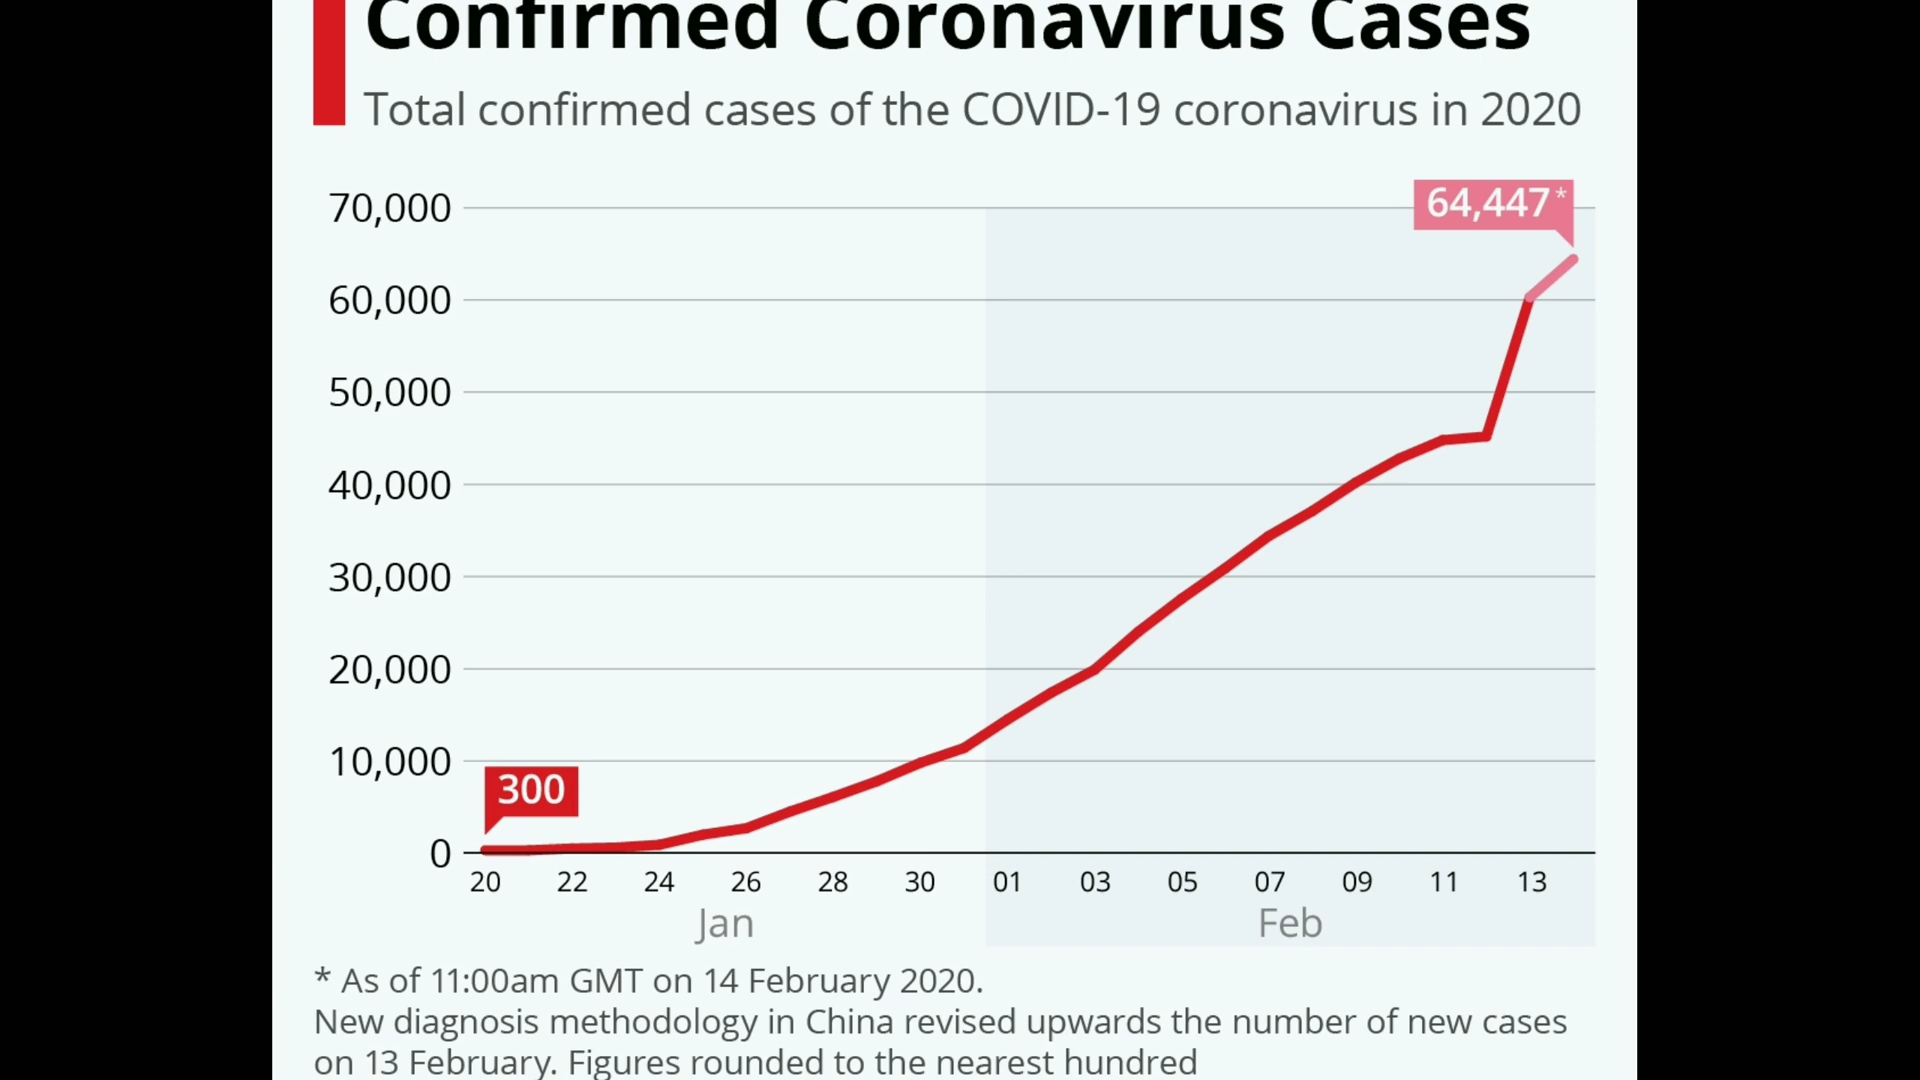 Confirmed Coronavirus Cases
Total confirmed cases of the COVID-19 coronavirus in 2020
70,000
64,447*
60,000
50,000
40,000
30,000
20,000
10,000
300
0
20 22 24 26 28 30 01 03 05 07 09 11 13
Jan Feb
* As of 11:00am GMT on 14 February 2020.
New diagnosis methodology in China revised upwards the number of new cases
on 13 February. Figures rounded to the nearest hundred